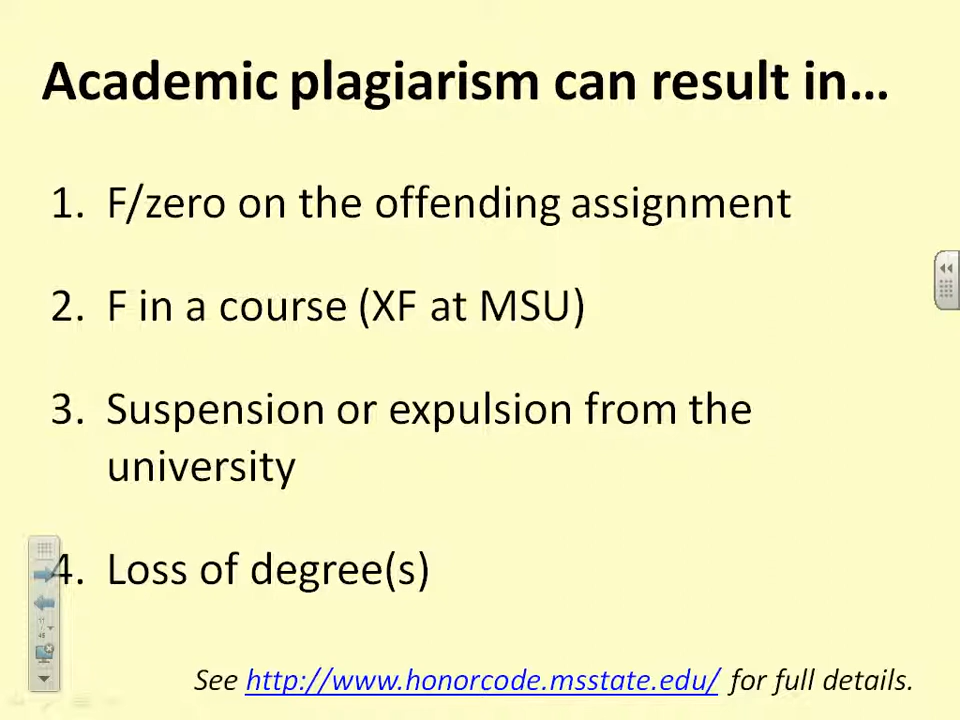 Academic plagiarism can result in…
1. F/zero on the offending assignment
2. F in a course (XF at MSU)
3. Suspension or expulsion from the
university
4. Loss of degree(s)
See http://www.honorcode.msstate.edu/ for full details.